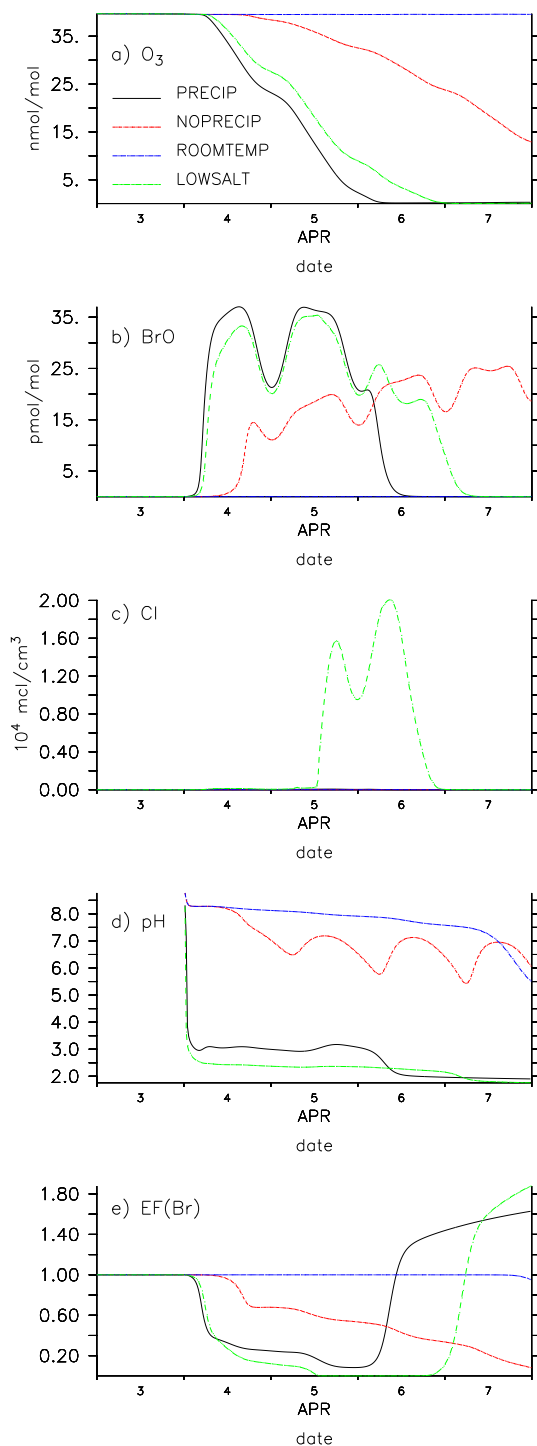 35.
25.
15.
5.
nmol/mol
a) O3
PRECIP
NOPRECIP
ROOMTEMP
LOWSALT
3 4 5 6 7
APR
date
35.
25.
15.
5.
pmol/mol
b) BrO
3 4 5 6 7
APR
date
2.00
1.60
1.20
0.80
0.40
0.00
10^4 mcl/cm^3
c) Cl
3 4 5 6 7
APR
date
8.0
7.0
6.0
5.0
4.0
3.0
2.0
d) pH
3 4 5 6 7
APR
date
1.80
1.40
1.00
0.60
0.20
e) EF(Br)
3 4 5 6 7
APR
date